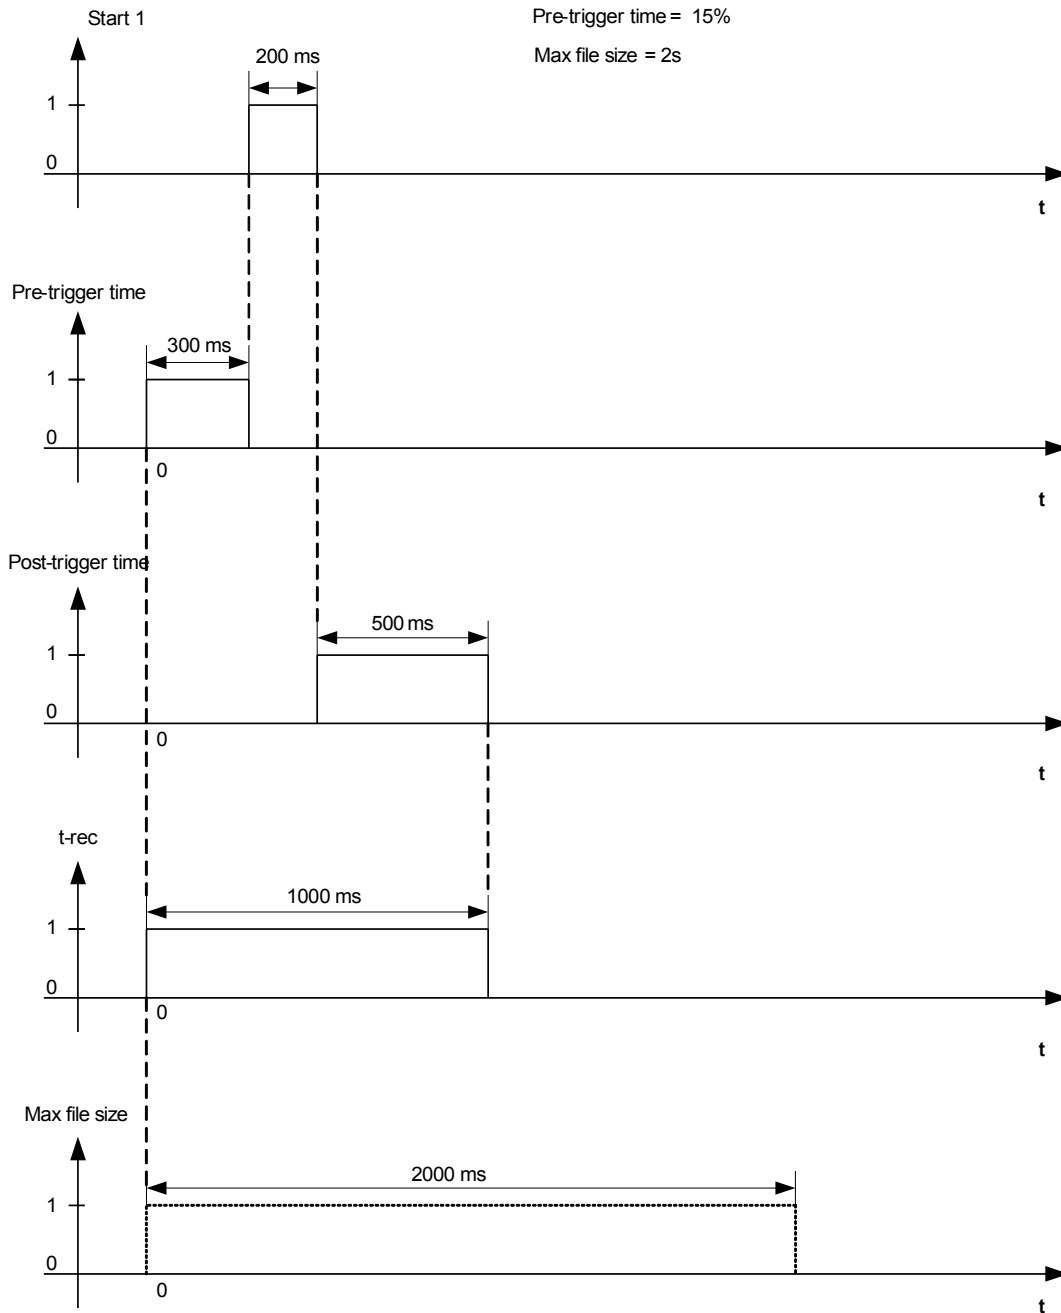 Start 1
Pre-trigger time = 15%
Max file size = 2s
200 ms
1
0
t
Pre-trigger time
300 ms
1
0
0
t
Post-trigger time
500 ms
1
0
0
t
t-rec
1000 ms
1
0
0
t
Max file size
2000 ms
1
0
0
t